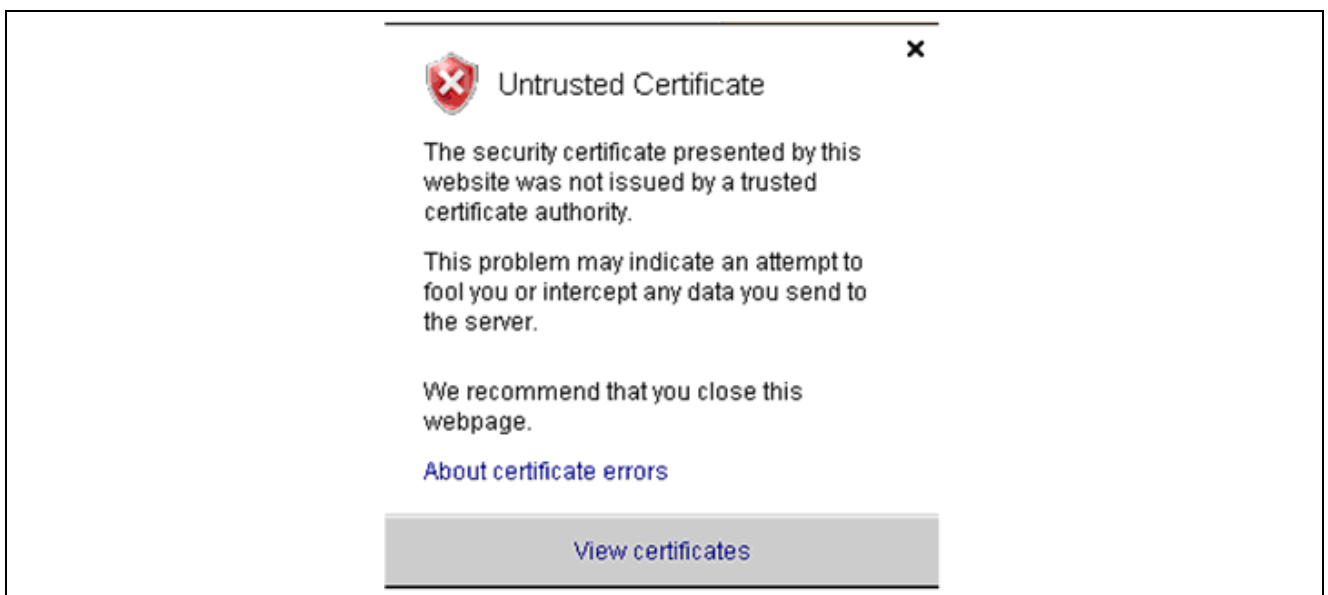 Untrusted Certificate
The security certificate presented by this
website was not issued by a trusted
certificate authority.
This problem may indicate an attempt to
fool you or intercept any data you send to
the server.
We recommend that you close this
webpage.
About certificate errors
View certificates